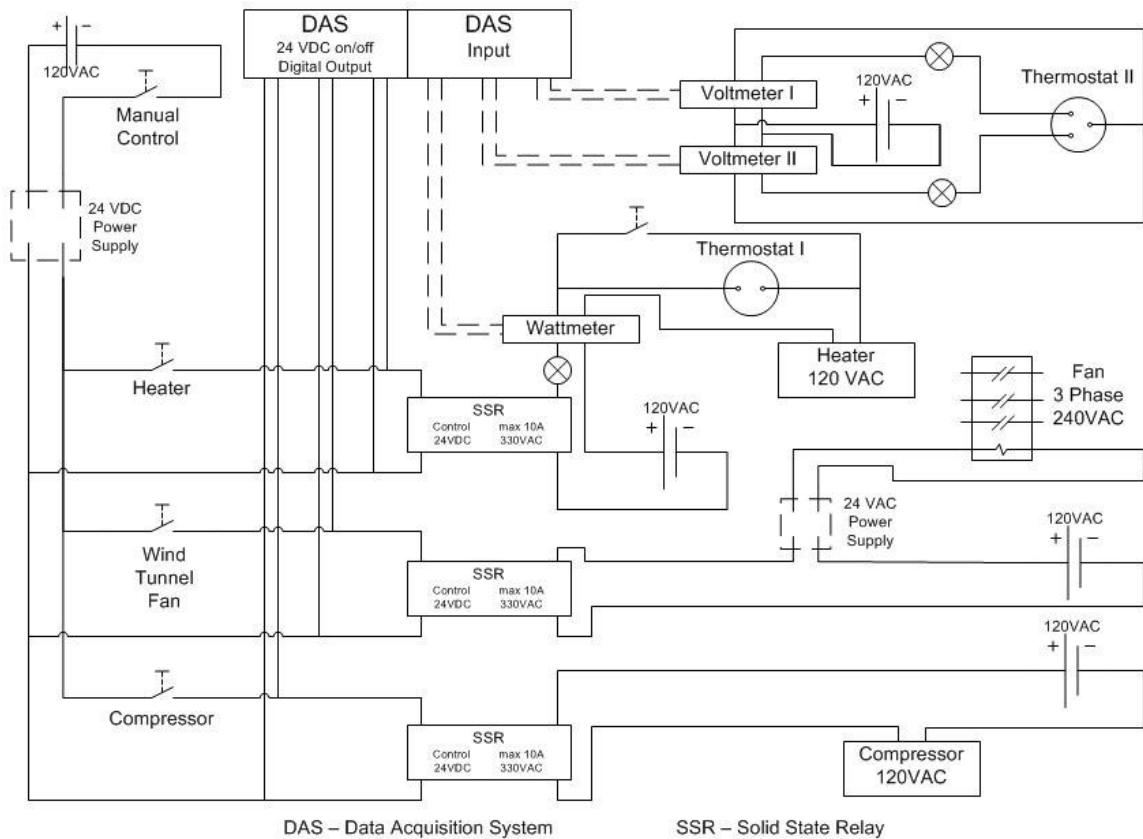 DAS
24 VDC on/off
Digital Output
DAS
Input
+ −
120VAC
Manual
Control
24 VDC
Power
Supply
Voltmeter I
Voltmeter II
120VAC
+ −
Thermostat II
Thermostat I
Wattmeter
Heater
120 VAC
Heater
SSR
Control max 10A
24VDC 330VAC
120VAC
+ −
Fan
3 Phase
240VAC
24 VAC
Power
Supply
120VAC
+ −
Wind
Tunnel
Fan
SSR
Control max 10A
24VDC 330VAC
120VAC
+ −
Compressor
SSR
Control max 10A
24VDC 330VAC
Compressor
120VAC
DAS – Data Acquisition System SSR – Solid State Relay